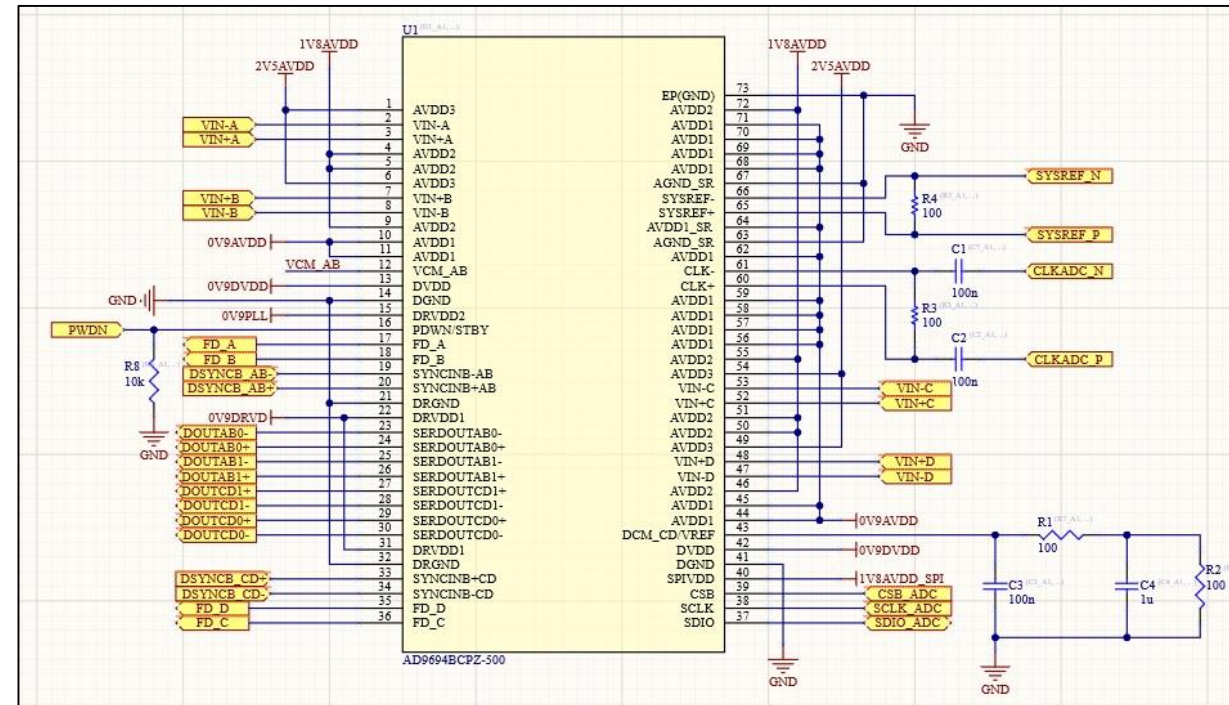 U1
1V8AVDD
2V5AVDD
1V8AVDD
2V5AVDD
1 AVDD3
VIN-A 2 VIN-A
VIN+A 3 VIN+A
4 AVDD2
5 AVDD2
6 AVDD3
VIN+B 7 VIN+B
VIN-B 8 VIN-B
9 AVDD2
0V9AVDD 10 AVDD1
11 AVDD1
VCM_AB 12 VCM_AB
0V9DVDD 13 DVDD
GND 14 DGND
0V9PLL 15 DRVDD2
PWDN 16 PDWN/STBY
FD_A 17 FD_A
FD_B 18 FD_B
DSYNCB_AB- 19 SYNCINB-AB
DSYNCB_AB+ 20 SYNCINB+AB
R8
10k
GND
21 DRGND
0V9DRVD 22 DRVDD1
DOUTAB0- 23 SERDOUTAB0-
DOUTAB0+ 24 SERDOUTAB0+
DOUTAB1- 25 SERDOUTAB1-
DOUTAB1+ 26 SERDOUTAB1+
DOUTCD1+ 27 SERDOUTCD1+
DOUTCD1- 28 SERDOUTCD1-
DOUTCD0+ 29 SERDOUTCD0+
DOUTCD0- 30 SERDOUTCD0-
31 DRVDD1
32 DRGND
DSYNCB_CD+ 33 SYNCINB+CD
DSYNCB_CD- 34 SYNCINB-CD
FD_D 35 FD_D
FD_C 36 FD_C
AD9694BCPZ-500
EP(GND) 73
AVDD2 72
AVDD1 71
AVDD1 70
AVDD1 69
AVDD1 68
AGND_SR 67
SYSREF- 66
SYSREF+ 65
AVDD1_SR 64
AGND_SR 63
AVDD1 62
CLK- 61
CLK+ 60
AVDD1 59
AVDD1 58
AVDD1 57
AVDD1 56
AVDD2 55
AVDD3 54
VIN-C 53 VIN-C
VIN+C 52 VIN+C
AVDD2 51
AVDD2 50
AVDD3 49
VIN+D 48 VIN+D
VIN-D 47 VIN-D
AVDD2 46
AVDD1 45
AVDD1 44 0V9AVDD
DCM_CD/VREF 43
DVDD 42 0V9DVDD
DGND 41
SPIVDD 40 1V8AVDD_SPI
CSB 39 CSB_ADC
SCLK 38 SCLK_ADC
SDIO 37 SDIO_ADC
GND
GND
SYSREF_N
R4
100
SYSREF_P
C1
100n
CLKADC_N
R3
100
C2
100n
CLKADC_P
R1
100
C3
100n
C4
1u
R2
100
GND